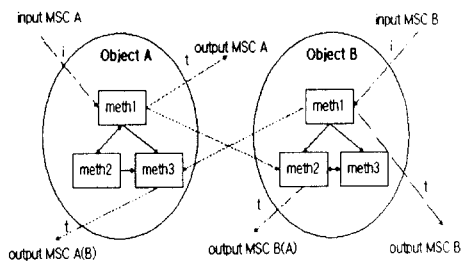 input MSC A
input MSC B
i
Object A
t
output MSC A
Object B
i
meth1
meth1
meth2
meth3
meth2
meth3
t
t
t
output MSC A(B)
output MSC B(A)
output MSC B